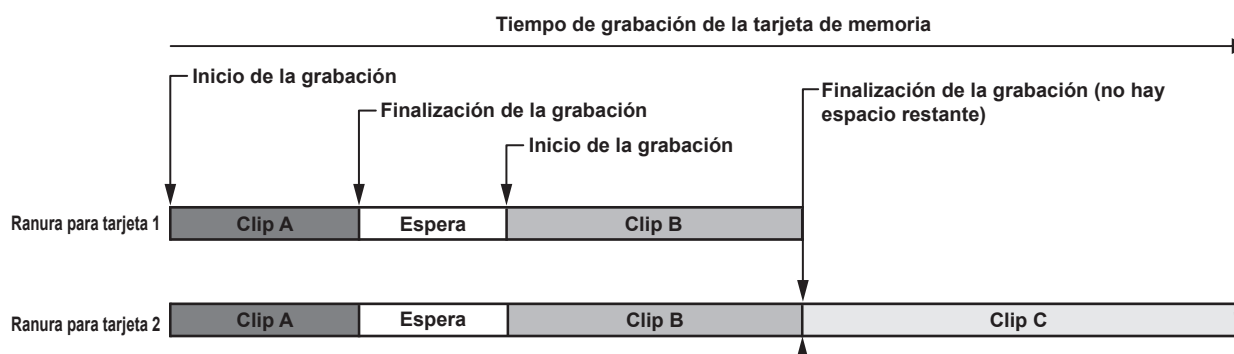 Tiempo de grabación de la tarjeta de memoria
Inicio de la grabación
Finalización de la grabación
Inicio de la grabación
Finalización de la grabación (no hay
espacio restante)
Ranura para tarjeta 1
Clip A
Espera
Clip B
Ranura para tarjeta 2
Clip A
Espera
Clip B
Clip C